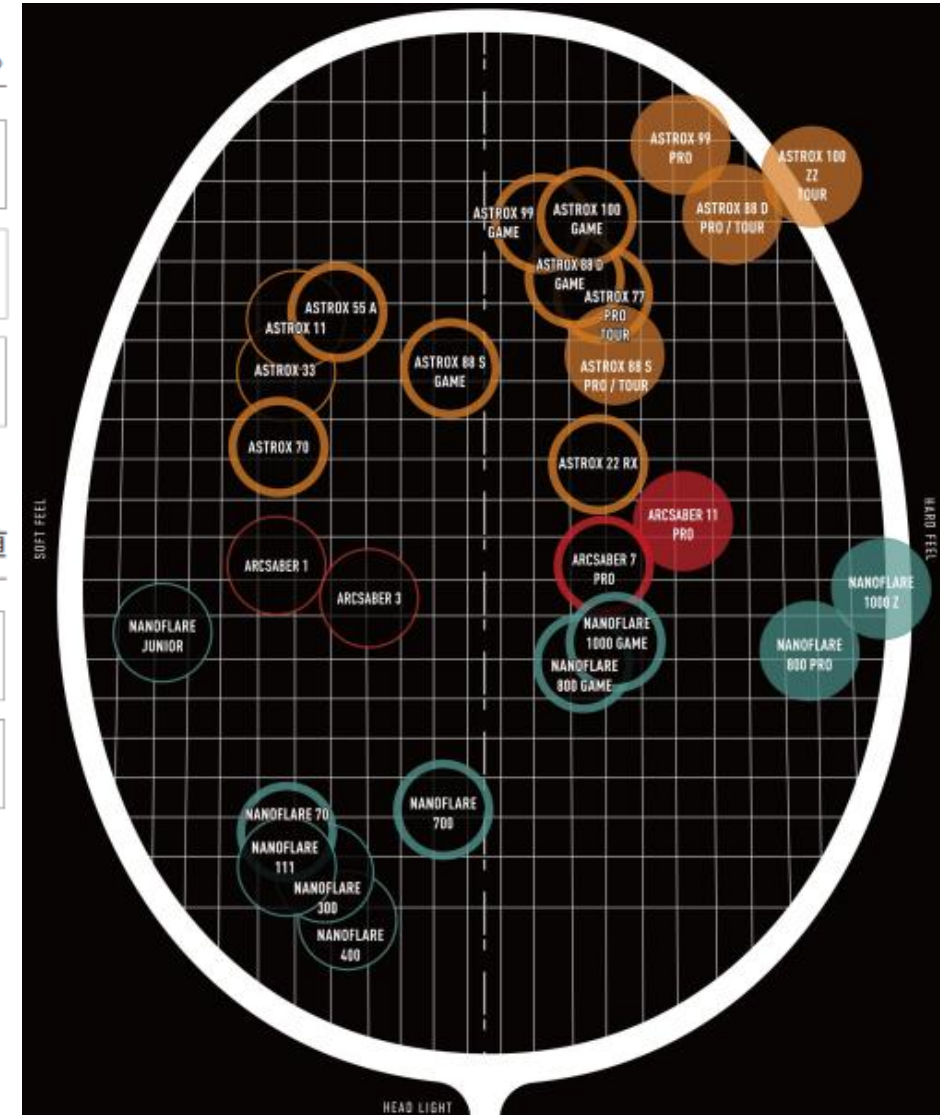 ASTROX 99
PRO
ASTROX 100
ZZ
TOUR
ASTROX 88 D
PRO / TOUR
ASTROX 99
GAME
ASTROX 100
GAME
ASTROX 88 D
GAME
ASTROX 77
PRO
TOUR
ASTROX 55 A
ASTROX 11
ASTROX 33
ASTROX 88 S
GAME
ASTROX 88 S
PRO / TOUR
ASTROX 70
ASTROX 22 RX
SOFT FEEL
HARD FEEL
ARCSABER 11
PRO
ARCSABER 1
ARCSABER 7
PRO
ARCSABER 3
NANOFLARE
1000 Z
NANOFLARE
JUNIOR
NANOFLARE
1000 GAME
NANOFLARE
800 GAME
NANOFLARE
800 PRO
NANOFLARE
700
NANOFLARE 70
NANOFLARE
111
NANOFLARE
300
NANOFLARE
400
HEAD LIGHT